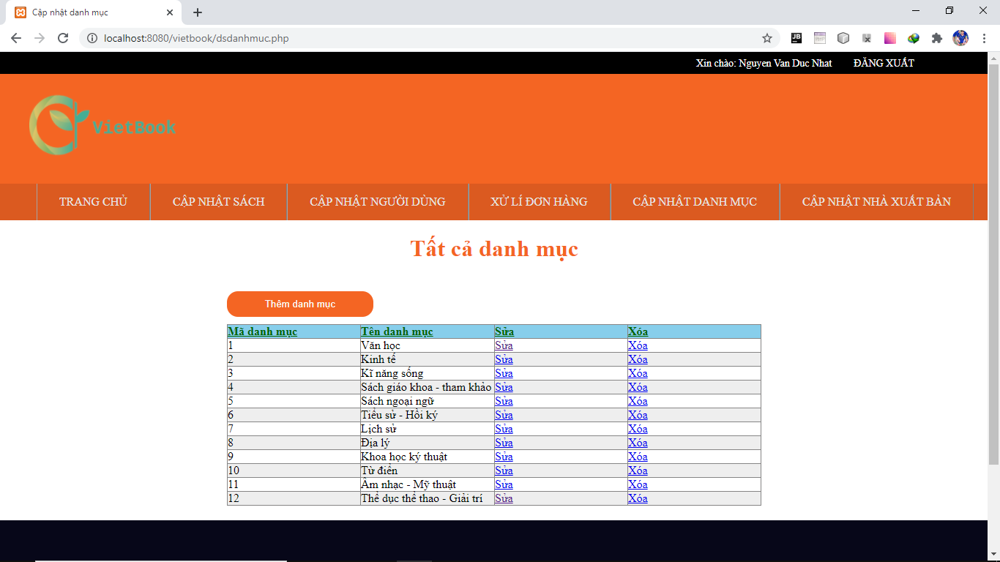 Cập nhật danh mục
localhost:8080/vietbook/dsdanhmuc.php
JB
PHP
Xin chào: Nguyen Van Duc Nhat ĐĂNG XUẤT
VietBook
TRANG CHỦ CẬP NHẬT SÁCH CẬP NHẬT NGƯỜI DÙNG XỬ LÍ ĐƠN HÀNG CẬP NHẬT DANH MỤC CẬP NHẬT NHÀ XUẤT BẢN
Tất cả danh mục
Thêm danh mục
Mã danh mục Tên danh mục Sửa Xóa
1 Văn học Sửa Xóa
2 Kinh tế Sửa Xóa
3 Kĩ năng sống Sửa Xóa
4 Sách giáo khoa - tham khảo Sửa Xóa
5 Sách ngoại ngữ Sửa Xóa
6 Tiểu sử - Hồi ký Sửa Xóa
7 Lịch sử Sửa Xóa
8 Địa lý Sửa Xóa
9 Khoa học ký thuật Sửa Xóa
10 Từ điển Sửa Xóa
11 Âm nhạc - Mỹ thuật Sửa Xóa
12 Thể dục thể thao - Giải trí Sửa Xóa